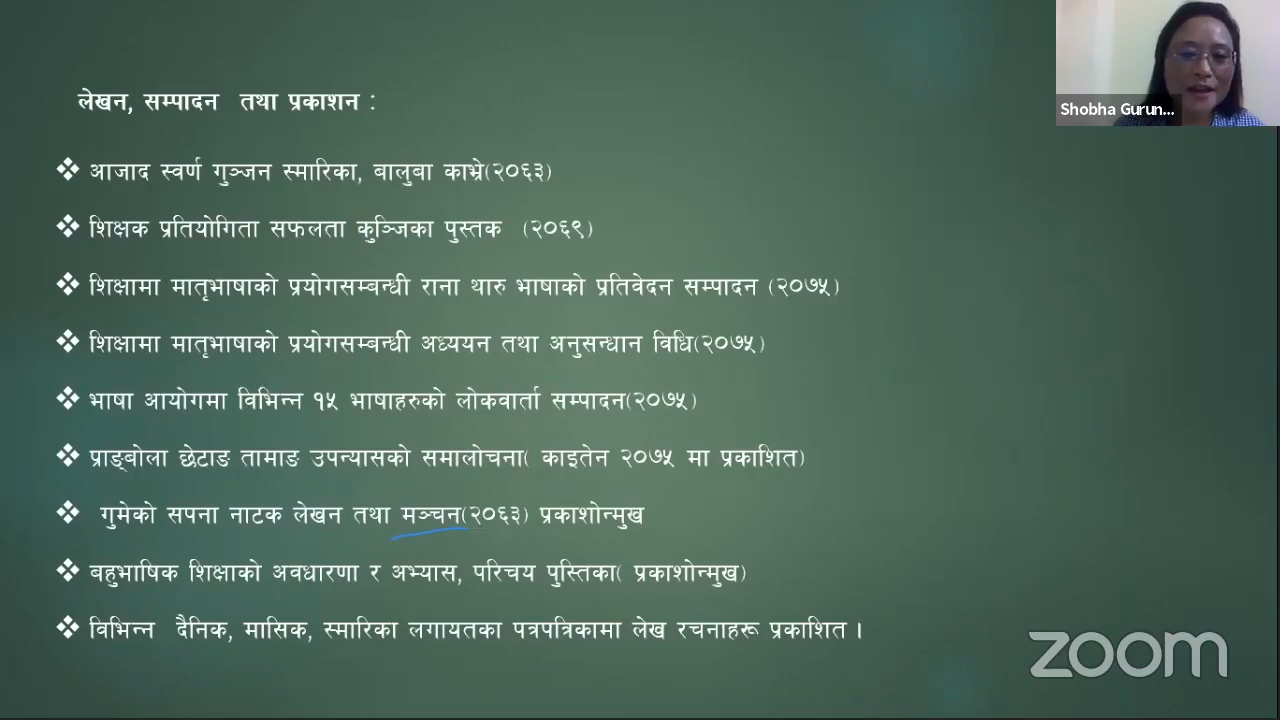 लेखन, सम्पादन तथा प्रकाशन :
Shobha Gurun...
❖ आजाद स्वर्ण गुञ्जन स्मारिका, बालुबा काभ्रे(२०६३)
❖ शिक्षक प्रतियोगिता सफलता कुञ्जिका पुस्तक (२०६९)
❖ शिक्षामा मातृभाषाको प्रयोगसम्बन्धी राना थारु भाषाको प्रतिवेदन सम्पादन (२०७५)
❖ शिक्षामा मातृभाषाको प्रयोगसम्बन्धी अध्ययन तथा अनुसन्धान विधि(२०७५)
❖ भाषा आयोगमा विभिन्न १५ भाषाहरुको लोकवार्ता सम्पादन(२०७५)
❖ प्राङ्बोला छेटाङ तामाङ उपन्यासको समालोचना( काइतेन २०७५ मा प्रकाशित)
❖ गुमेको सपना नाटक लेखन तथा मञ्चन(२०६३) प्रकाशोन्मुख
❖ बहुभाषिक शिक्षाको अवधारणा र अभ्यास, परिचय पुस्तिका( प्रकाशोन्मुख)
❖ विभिन्न दैनिक, मासिक, स्मारिका लगायतका पत्रपत्रिकामा लेख रचनाहरू प्रकाशित ।
zoom